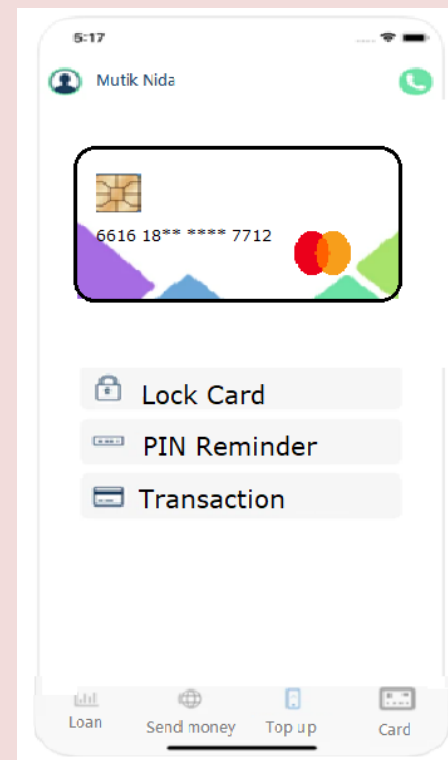 5:17
Mutik Nida
6616 18** **** 7712
Lock Card
PIN Reminder
Transaction
Loan Send money Top up Card